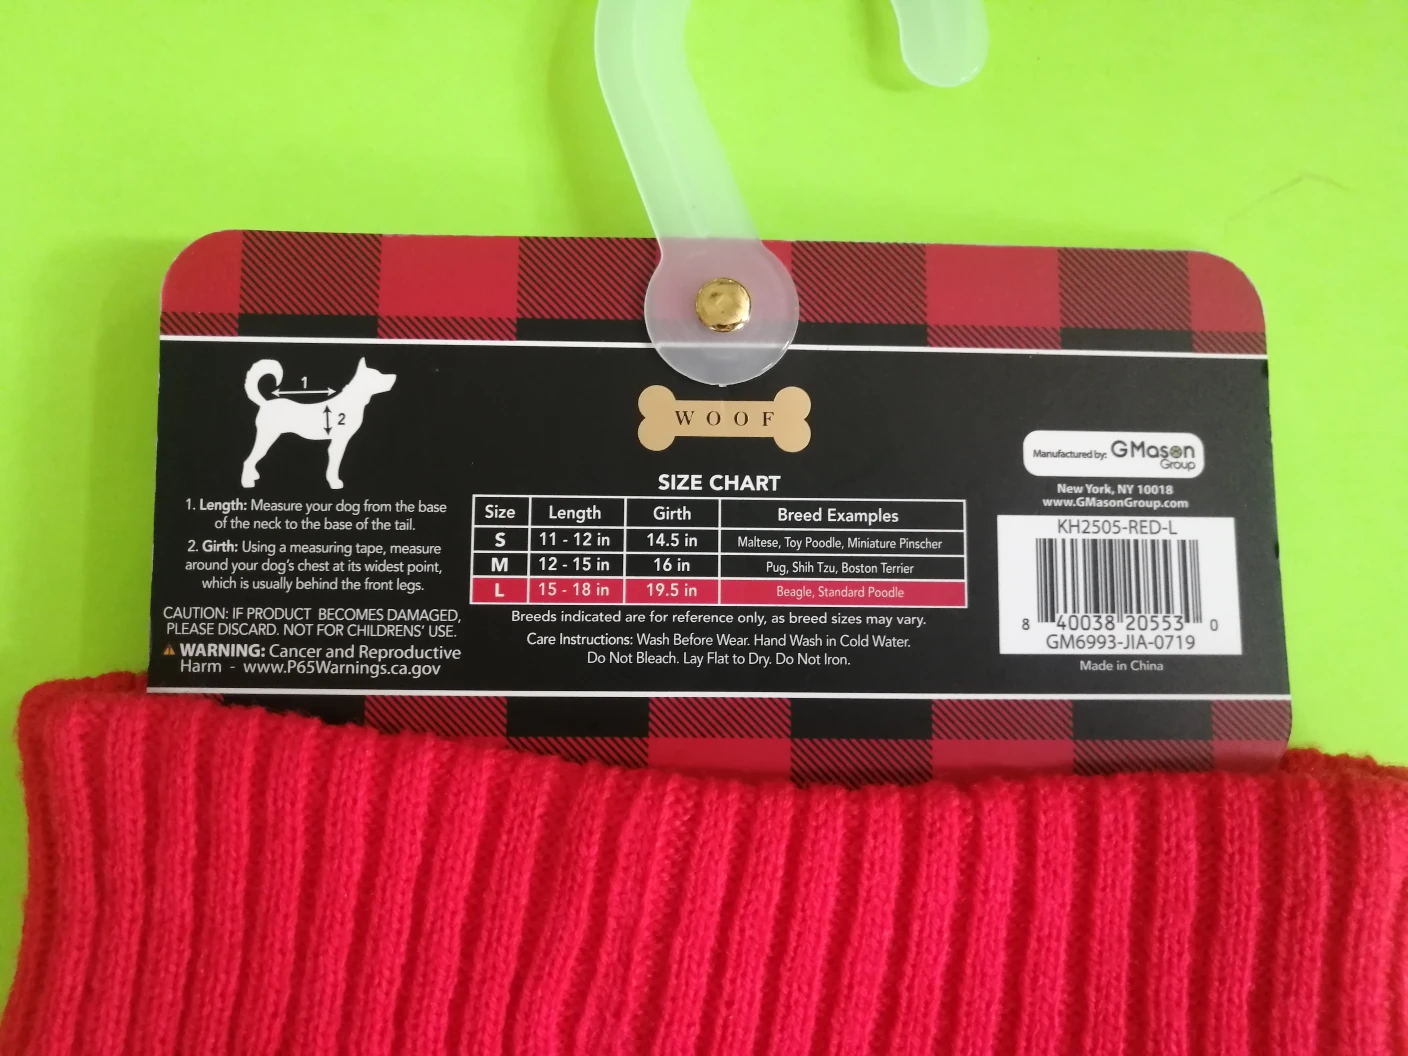 1
2
1. Length: Measure your dog from the base
of the neck to the base of the tail.
2. Girth: Using a measuring tape, measure
around your dog's chest at its widest point,
which is usually behind the front legs.
CAUTION: IF PRODUCT BECOMES DAMAGED,
PLEASE DISCARD. NOT FOR CHILDRENS' USE.
WARNING: Cancer and Reproductive
Harm - www.P65Warnings.ca.gov
WOOF
SIZE CHART
Size Length Girth Breed Examples
S 11 - 12 in 14.5 in Maltese, Toy Poodle, Miniature Pinscher
M 12 - 15 in 16 in Pug, Shih Tzu, Boston Terrier
L 15 - 18 in 19.5 in Beagle, Standard Poodle
Breeds indicated are for reference only, as breed sizes may vary.
Care Instructions: Wash Before Wear. Hand Wash in Cold Water.
Do Not Bleach. Lay Flat to Dry. Do Not Iron.
Manufactured by: GMason
Group
New York, NY 10018
www.GMasonGroup.com
KH2505-RED-L
8 40038 20553 0
GM6993-JIA-0719
Made in China